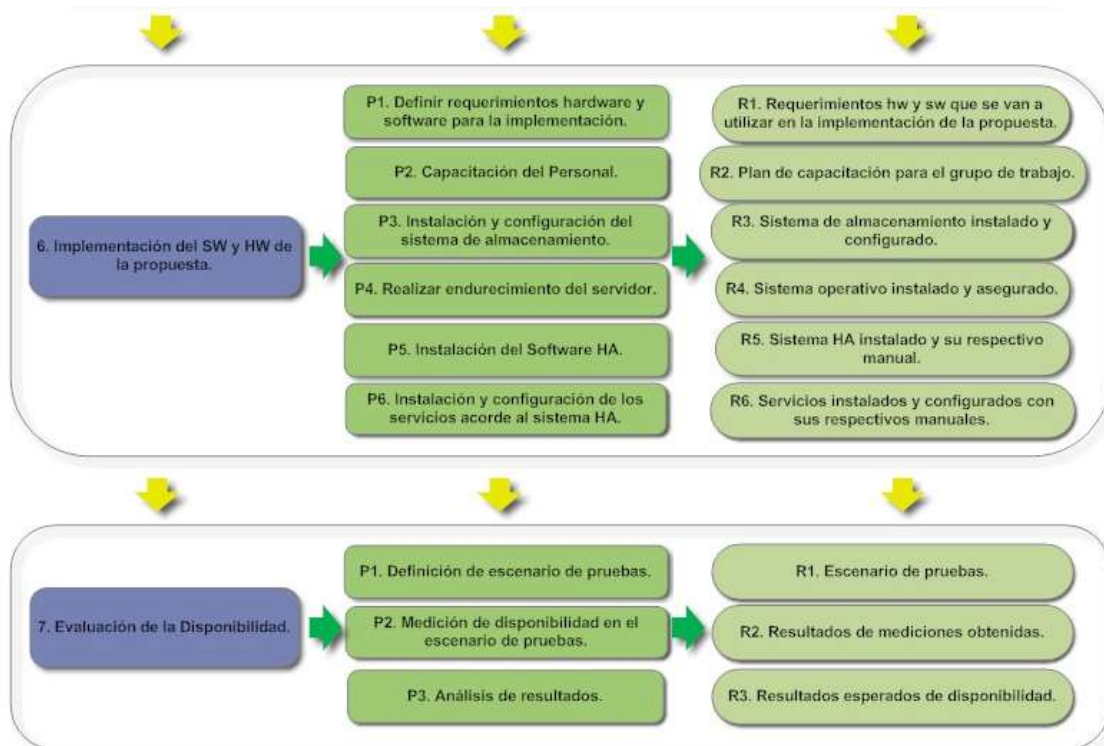 6. Implementación del SW y HW de
la propuesta.
P1. Definir requerimientos hardware y
software para la implementación.
P2. Capacitación del Personal.
P3. Instalación y configuración del
sistema de almacenamiento.
P4. Realizar endurecimiento del servidor.
P5. Instalación del Software HA.
P6. Instalación y configuración de los
servicios acorde al sistema HA.
R1. Requerimientos hw y sw que se van a
utilizar en la implementación de la propuesta.
R2. Plan de capacitación para el grupo de trabajo.
R3. Sistema de almacenamiento instalado y
configurado.
R4. Sistema operativo instalado y asegurado.
R5. Sistema HA instalado y su respectivo
manual.
R6. Servicios instalados y configurados con
sus respectivos manuales.
7. Evaluación de la Disponibilidad.
P1. Definición de escenario de pruebas.
P2. Medición de disponibilidad en el
escenario de pruebas.
P3. Análisis de resultados.
R1. Escenario de pruebas.
R2. Resultados de mediciones obtenidas.
R3. Resultados esperados de disponibilidad.